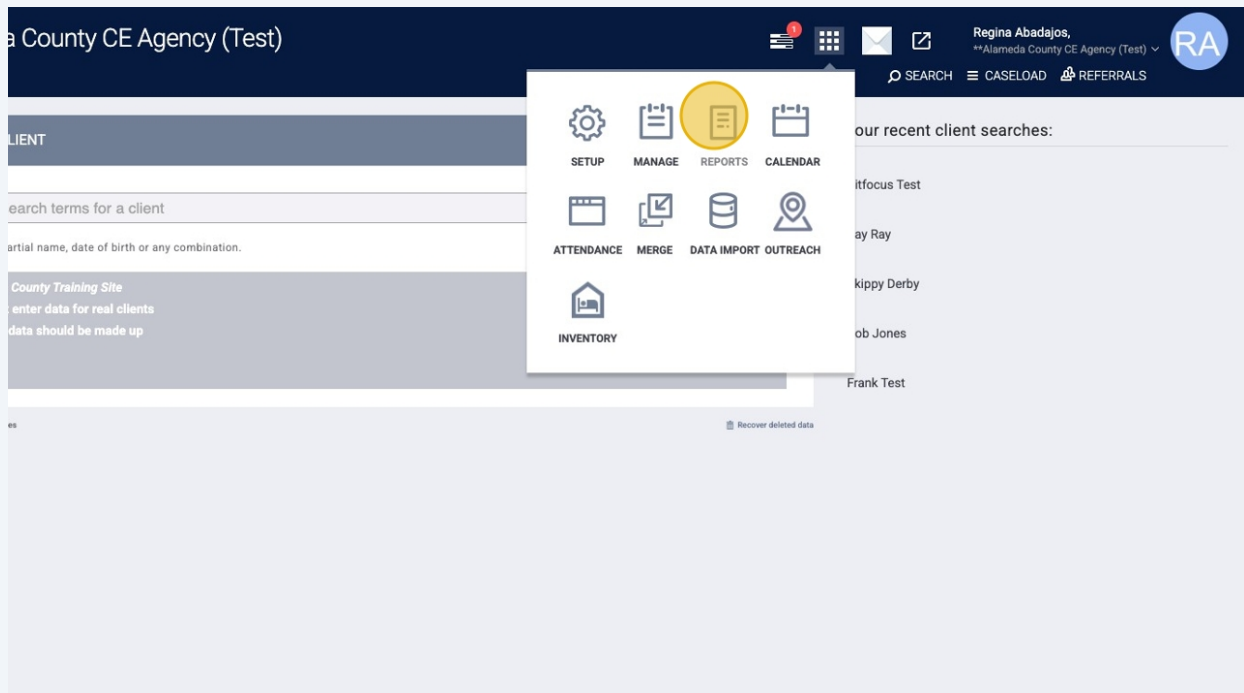 a County CE Agency (Test)
1
Regina Abadajos,
**Alameda County CE Agency (Test)
RA
SEARCH
CASELOAD
REFERRALS
LIENT
earch terms for a client
artial name, date of birth or any combination.
County Training Site
enter data for real clients
data should be made up
es
Recover deleted data
SETUP
MANAGE
REPORTS
CALENDAR
ATTENDANCE
MERGE
DATA IMPORT
OUTREACH
INVENTORY
our recent client searches:
itfocus Test
ay Ray
kippy Derby
ob Jones
Frank Test